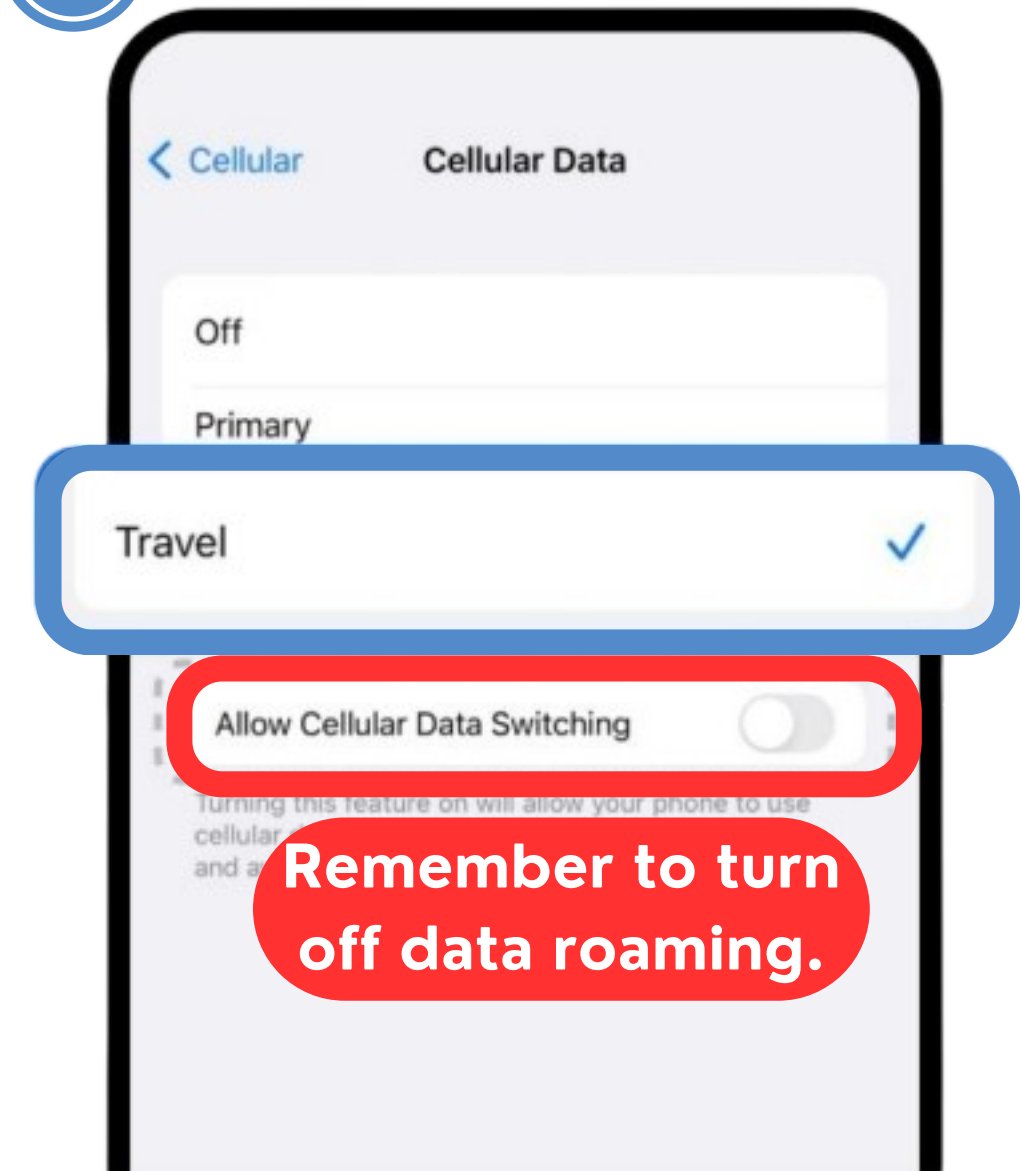 Cellular Cellular Data
Off
Primary
Travel
Allow Cellular Data Switching
Turning this feature on will allow your phone to use
cellular
and
Remember to turn
off data roaming.